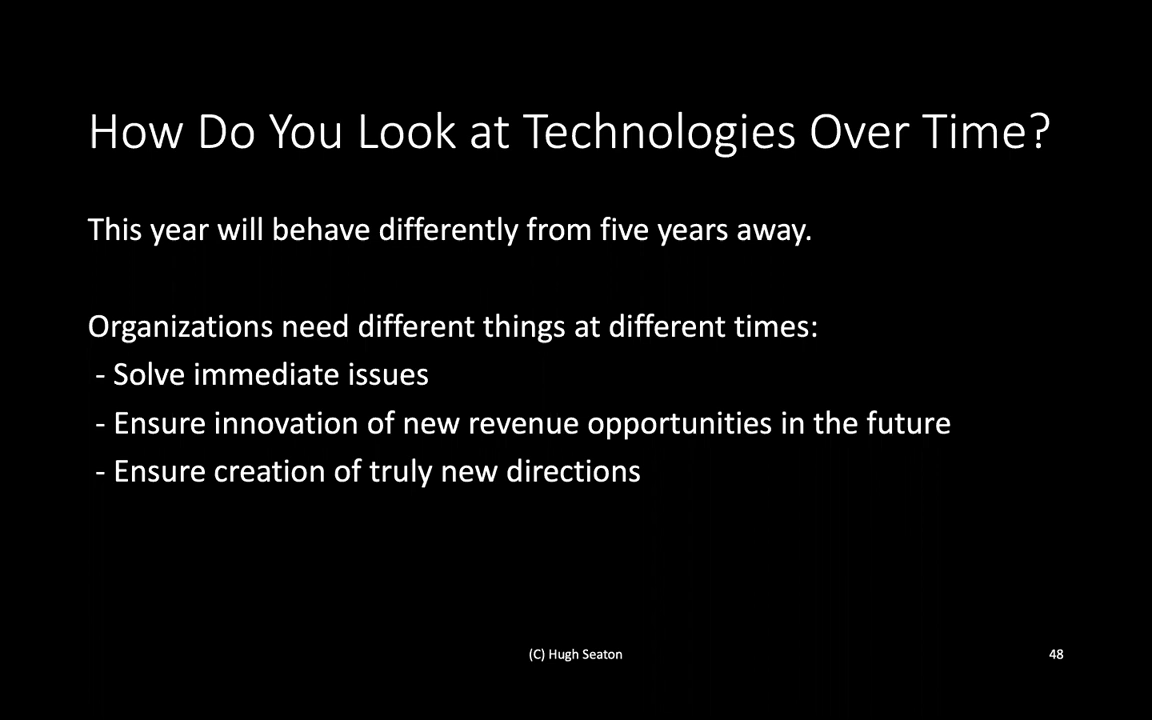 How Do You Look at Technologies Over Time?
This year will behave differently from five years away.
Organizations need different things at different times:
- Solve immediate issues
- Ensure innovation of new revenue opportunities in the future
- Ensure creation of truly new directions
(C) Hugh Seaton
48